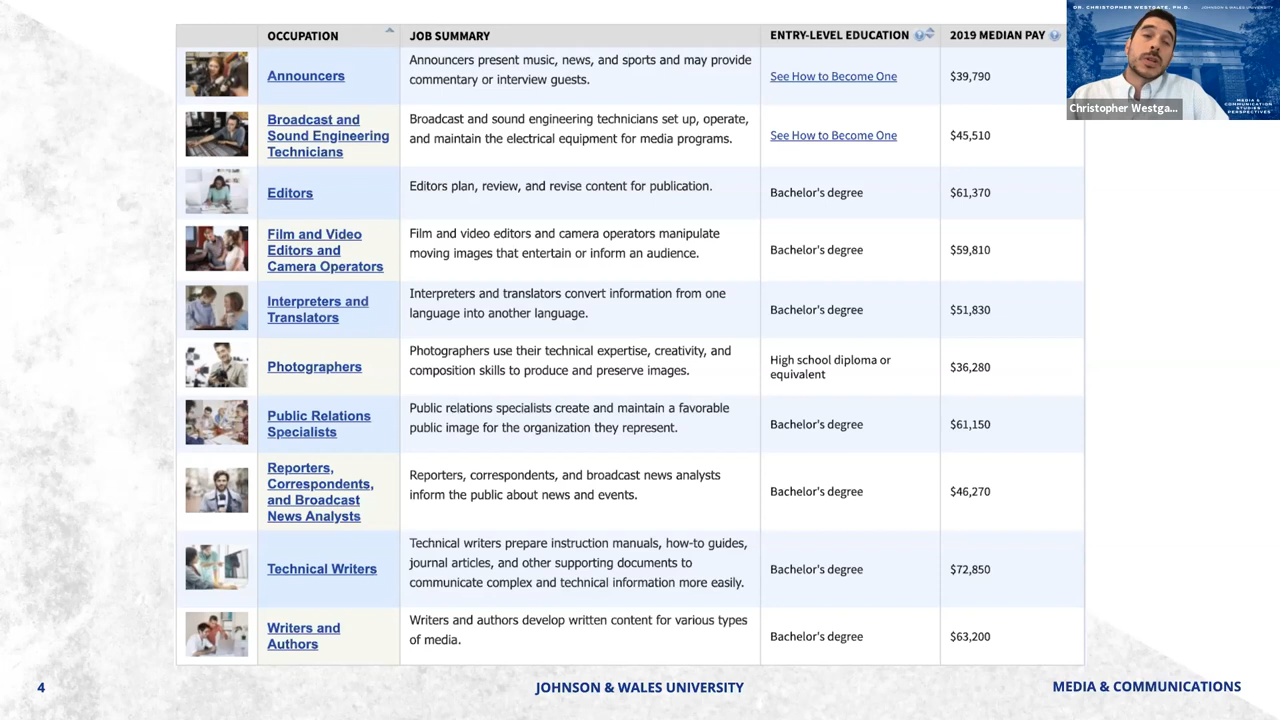 DR. CHRISTOPHER WESTGATE, PH.D.
JOHNSON & WALES UNIVERSITY
MEDIA &
COMMUNICATION
STUDIES
PERSPECTIVES
Christopher Westga...
OCCUPATION
JOB SUMMARY
ENTRY-LEVEL EDUCATION
2019 MEDIAN PAY
Announcers
Announcers present music, news, and sports and may provide
commentary or interview guests.
See How to Become One
$39,790
Broadcast and
Sound Engineering
Technicians
Broadcast and sound engineering technicians set up, operate,
and maintain the electrical equipment for media programs.
See How to Become One
$45,510
Editors
Editors plan, review, and revise content for publication.
Bachelor's degree
$61,370
Film and Video
Editors and
Camera Operators
Film and video editors and camera operators manipulate
moving images that entertain or inform an audience.
Bachelor's degree
$59,810
Interpreters and
Translators
Interpreters and translators convert information from one
language into another language.
Bachelor's degree
$51,830
Photographers
Photographers use their technical expertise, creativity, and
composition skills to produce and preserve images.
High school diploma or
equivalent
$36,280
Public Relations
Specialists
Public relations specialists create and maintain a favorable
public image for the organization they represent.
Bachelor's degree
$61,150
Reporters,
Correspondents,
and Broadcast
News Analysts
Reporters, correspondents, and broadcast news analysts
inform the public about news and events.
Bachelor's degree
$46,270
Technical Writers
Technical writers prepare instruction manuals, how-to guides,
journal articles, and other supporting documents to
communicate complex and technical information more easily.
Bachelor's degree
$72,850
Writers and
Authors
Writers and authors develop written content for various types
of media.
Bachelor's degree
$63,200
4
JOHNSON & WALES UNIVERSITY
MEDIA & COMMUNICATIONS